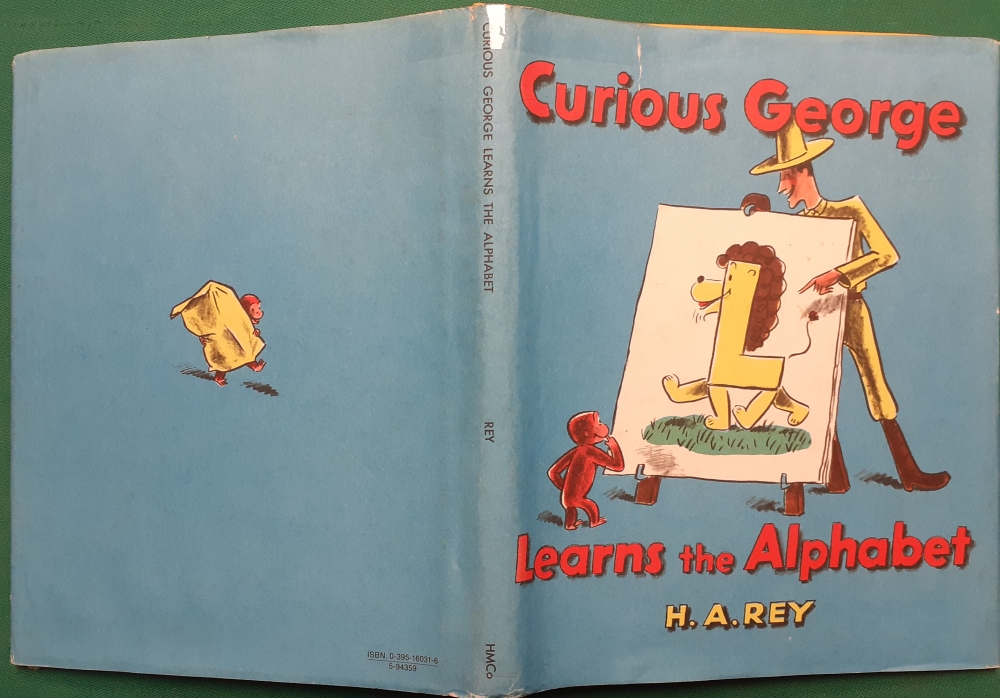 Curious George
Learns the Alphabet
H. A. REY
CURIOUS GEORGE LEARNS THE ALPHABET
REY
HMCo
ISBN: 0-395-16031-6
5-94359